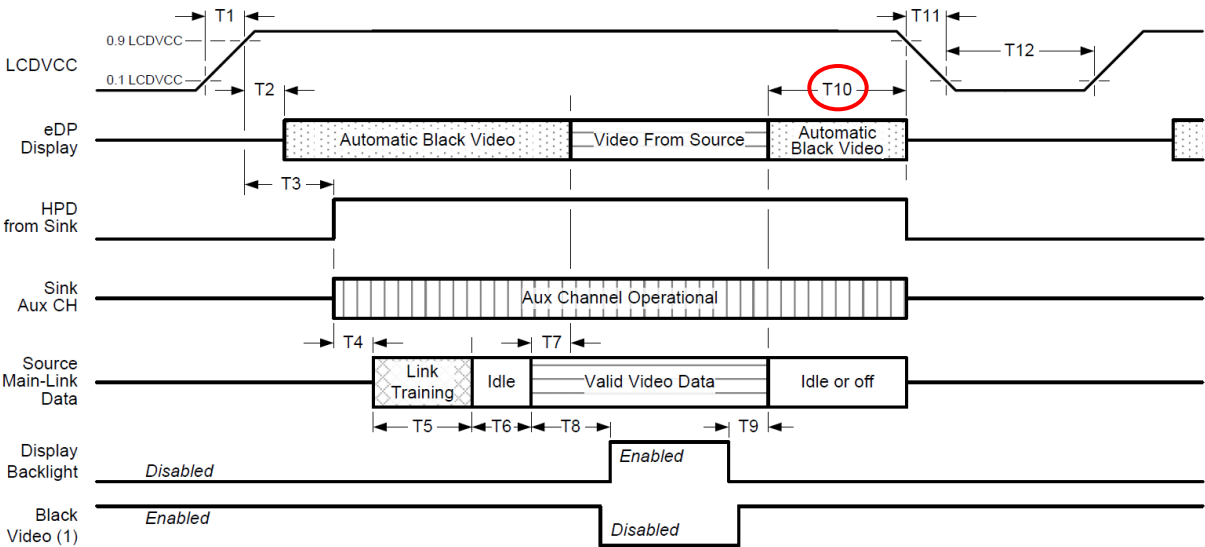 T1
T11
0.9 LCDVCC
LCDVCC
T12
0.1 LCDVCC
T2
T10
eDP
Display
Automatic Black Video
Video From Source
Automatic
Black Video
T3
HPD
from Sink
Sink
Aux CH
Aux Channel Operational
T4
T7
Source
Main-Link
Data
Link
Training
Idle
Valid Video Data
Idle or off
T5
T6
T8
T9
Display
Backlight
Disabled
Enabled
Black
Video (1)
Enabled
Disabled